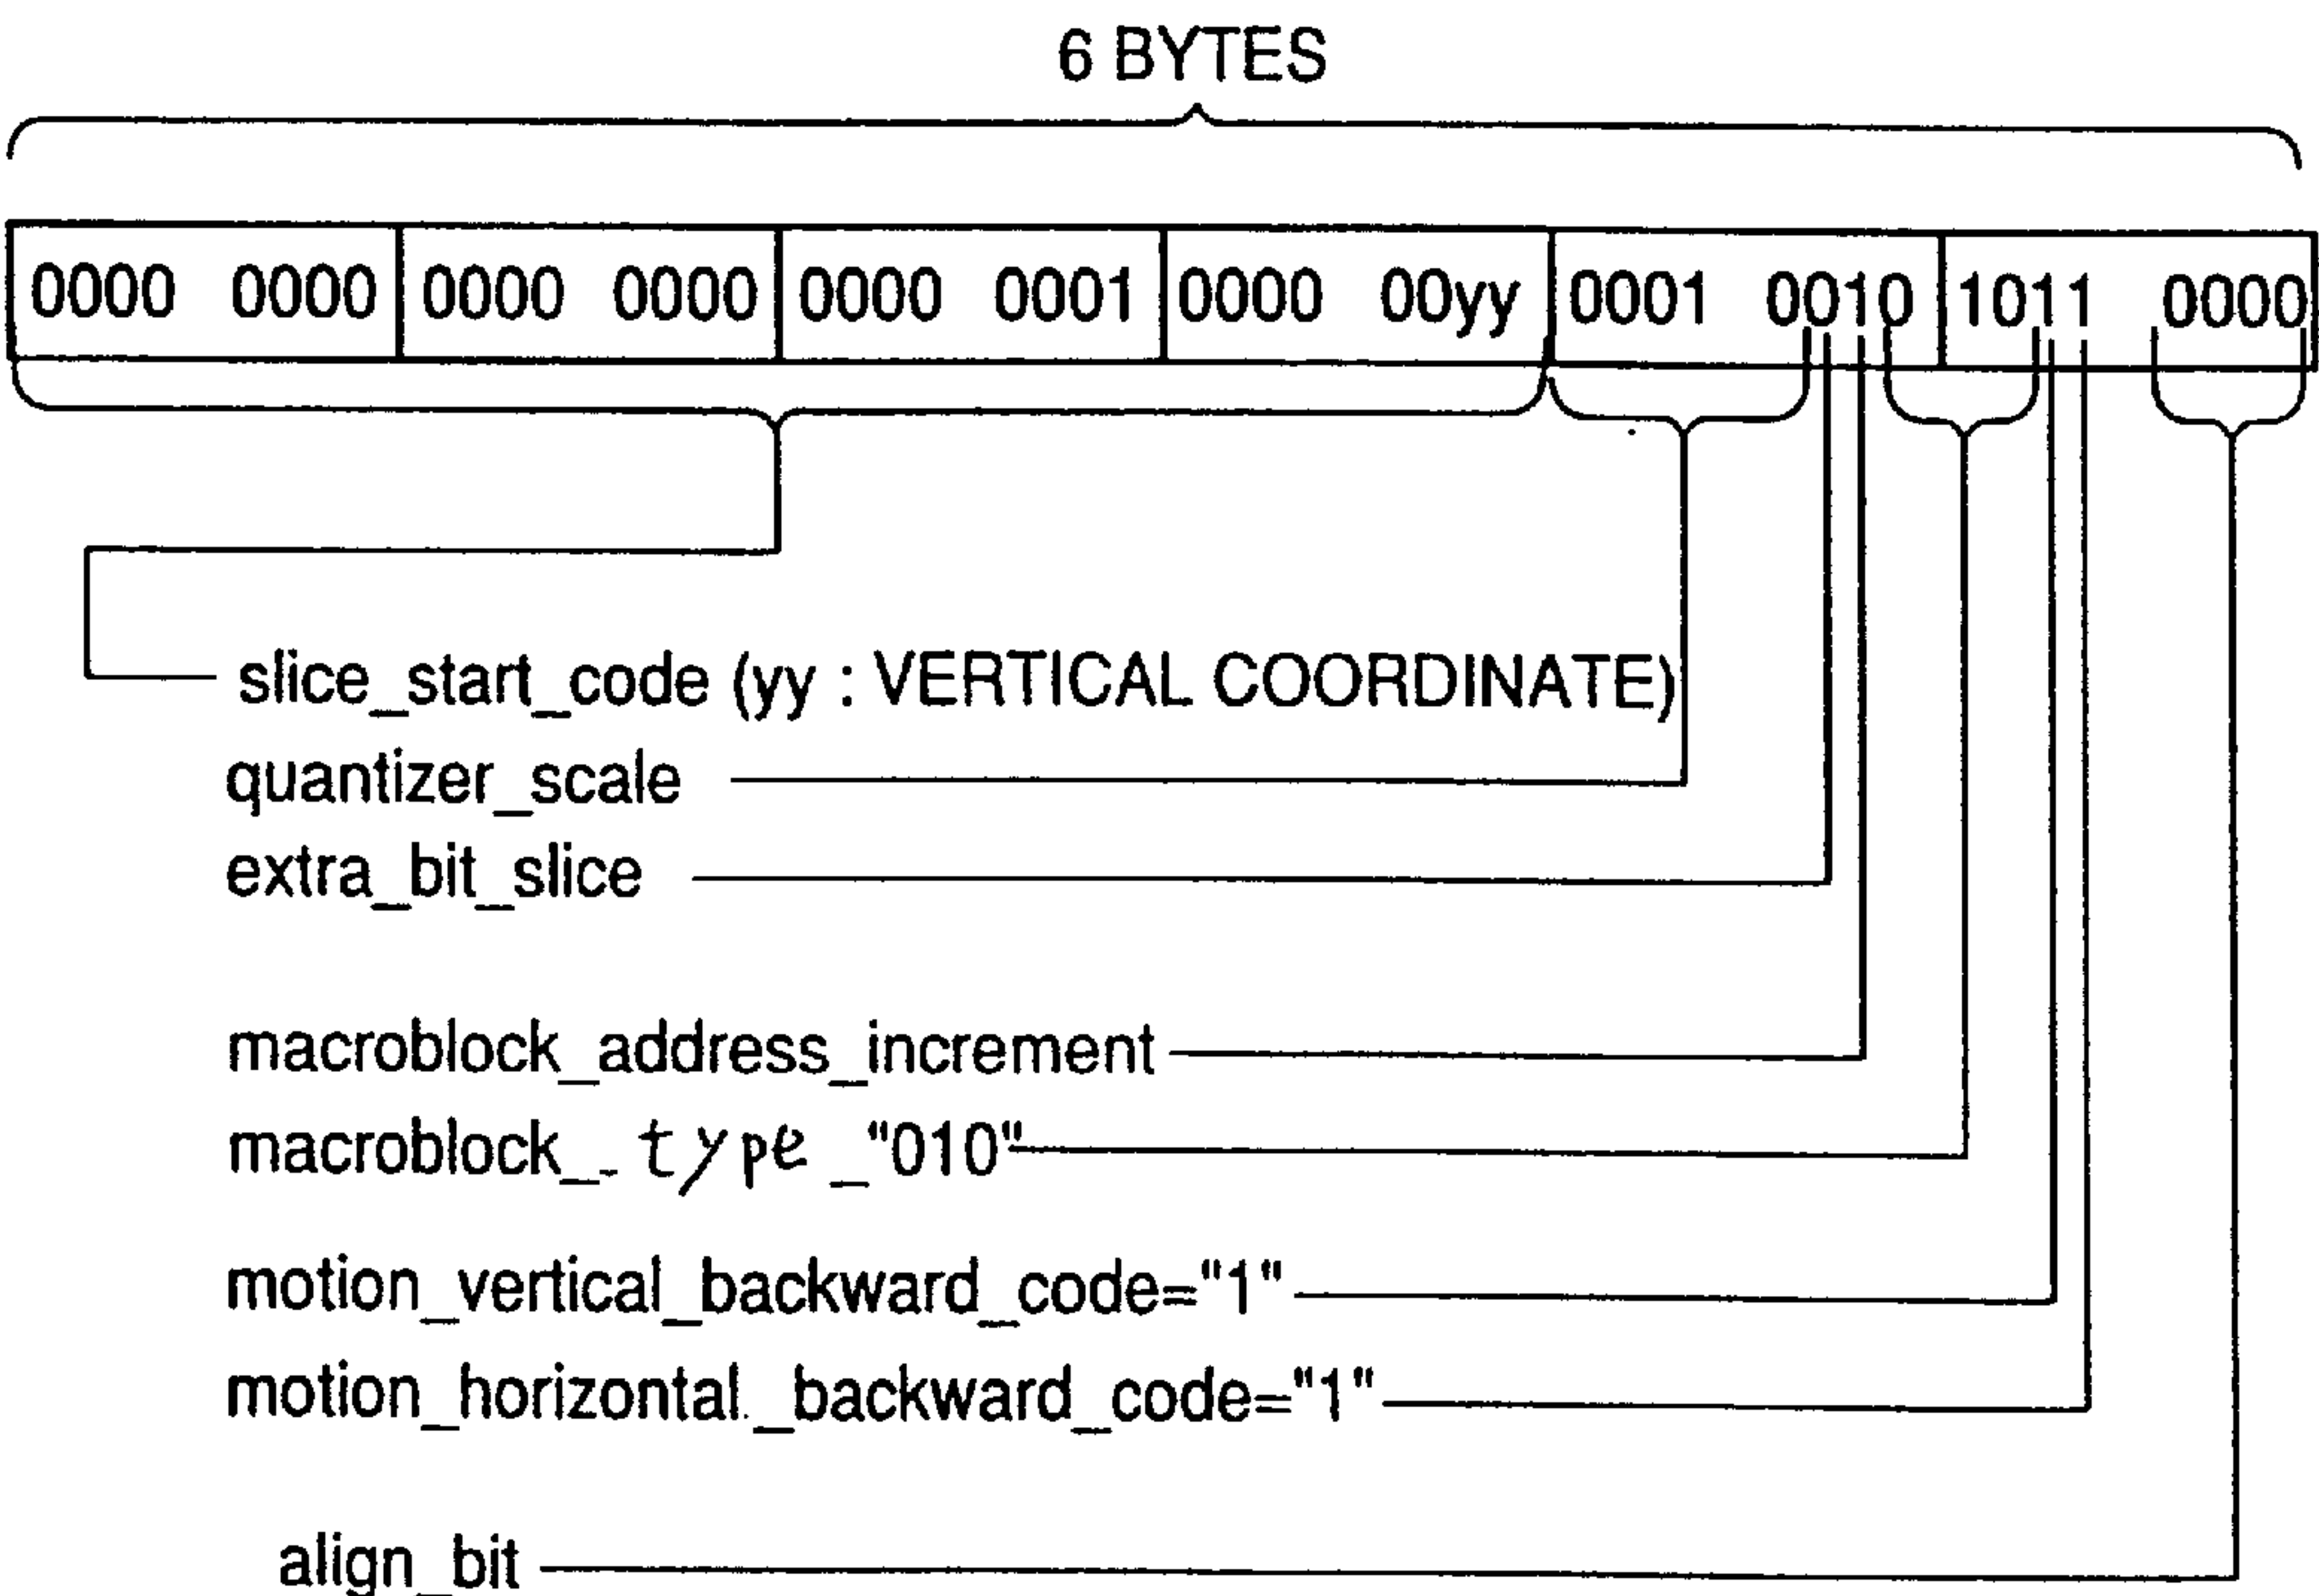 6 BYTES
0000 0000 0000 0000 0000 0001 0000 00yy 0001 0010 1011 0000
slice_start_code (yy : VERTICAL COORDINATE)
quantizer_scale
extra_bit_slice
macroblock_address_increment
macroblock_type_"010"
motion_vertical_backward_code="1"
motion_horizontal_backward_code="1"
align_bit